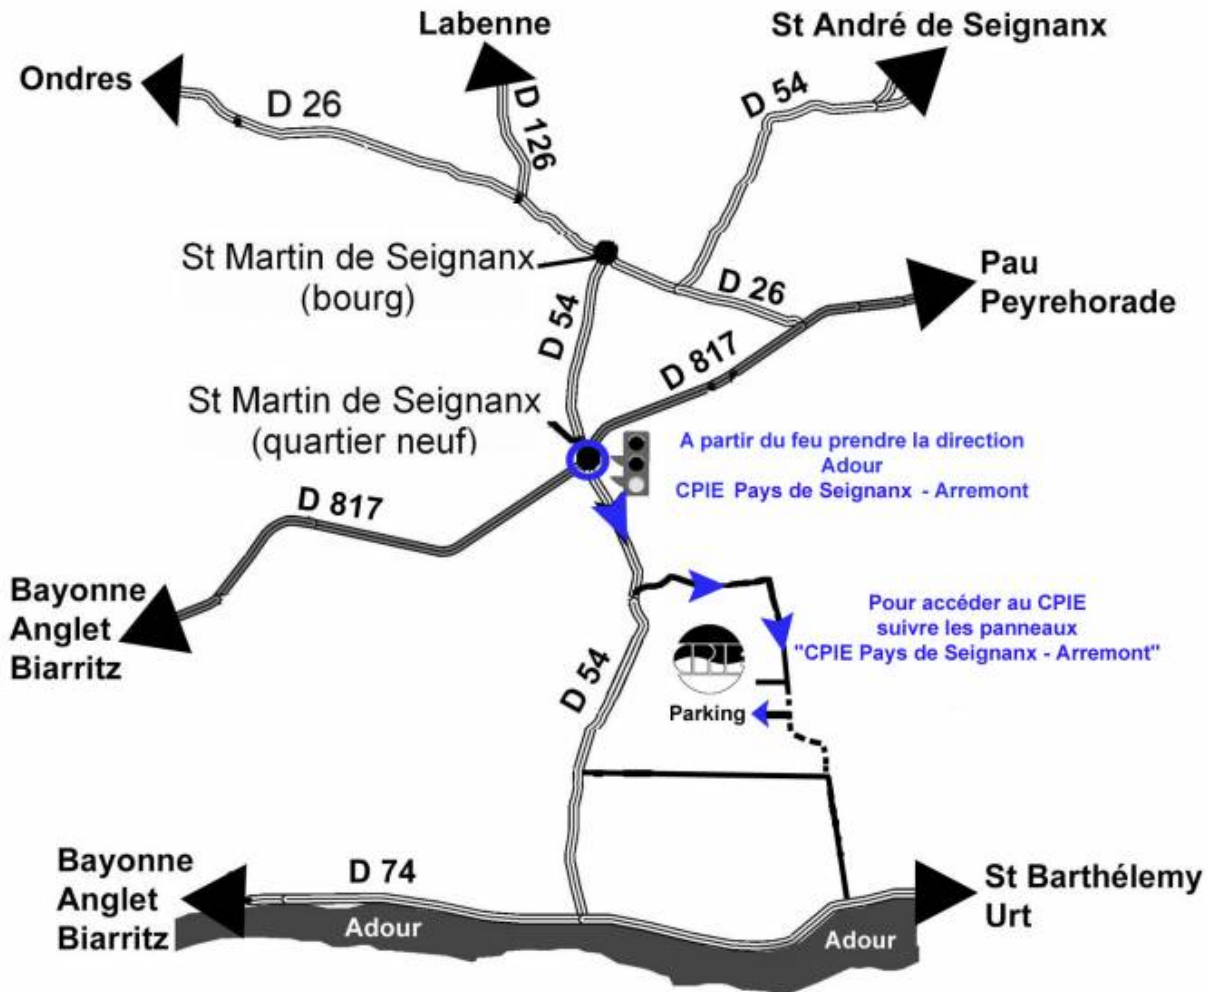 Labenne
St André de Seignanx
Ondres
D 26
D 126
D 54
St Martin de Seignanx
(bourg)
D 26
Pau
Peyrehorade
D 54
D 817
St Martin de Seignanx
(quartier neuf)
A partir du feu prendre la direction
Adour
CPIE Pays de Seignanx - Arremont
D 817
Bayonne
Anglet
Biarritz
Pour accéder au CPIE
suivre les panneaux
"CPIE Pays de Seignanx - Arremont"
D 54
CPIE
Parking
Bayonne
Anglet
Biarritz
D 74
St Barthélemy
Urt
Adour
Adour